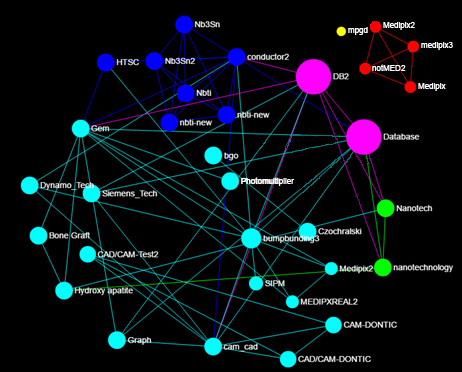 Nb3Sn
mpgd
Medipix2
medipix3
conductor2
HTSC
Nb3Sn2
notMED2
DB2
Medipix
Nbti
nbti-new
nbti-new
Gem
Database
bgo
Photomultiplier
Dynamo_Tech
Siemens_Tech
Nanotech
Bone Graft
bumpbunding3
Czochralski
CAD/CAM-Test2
Medipix2
nanotechnology
Hydroxy apatite
SIPM
MEDIPXREAL2
CAM-DONTIC
Graph
cam_cad
CAD/CAM-DONTIC